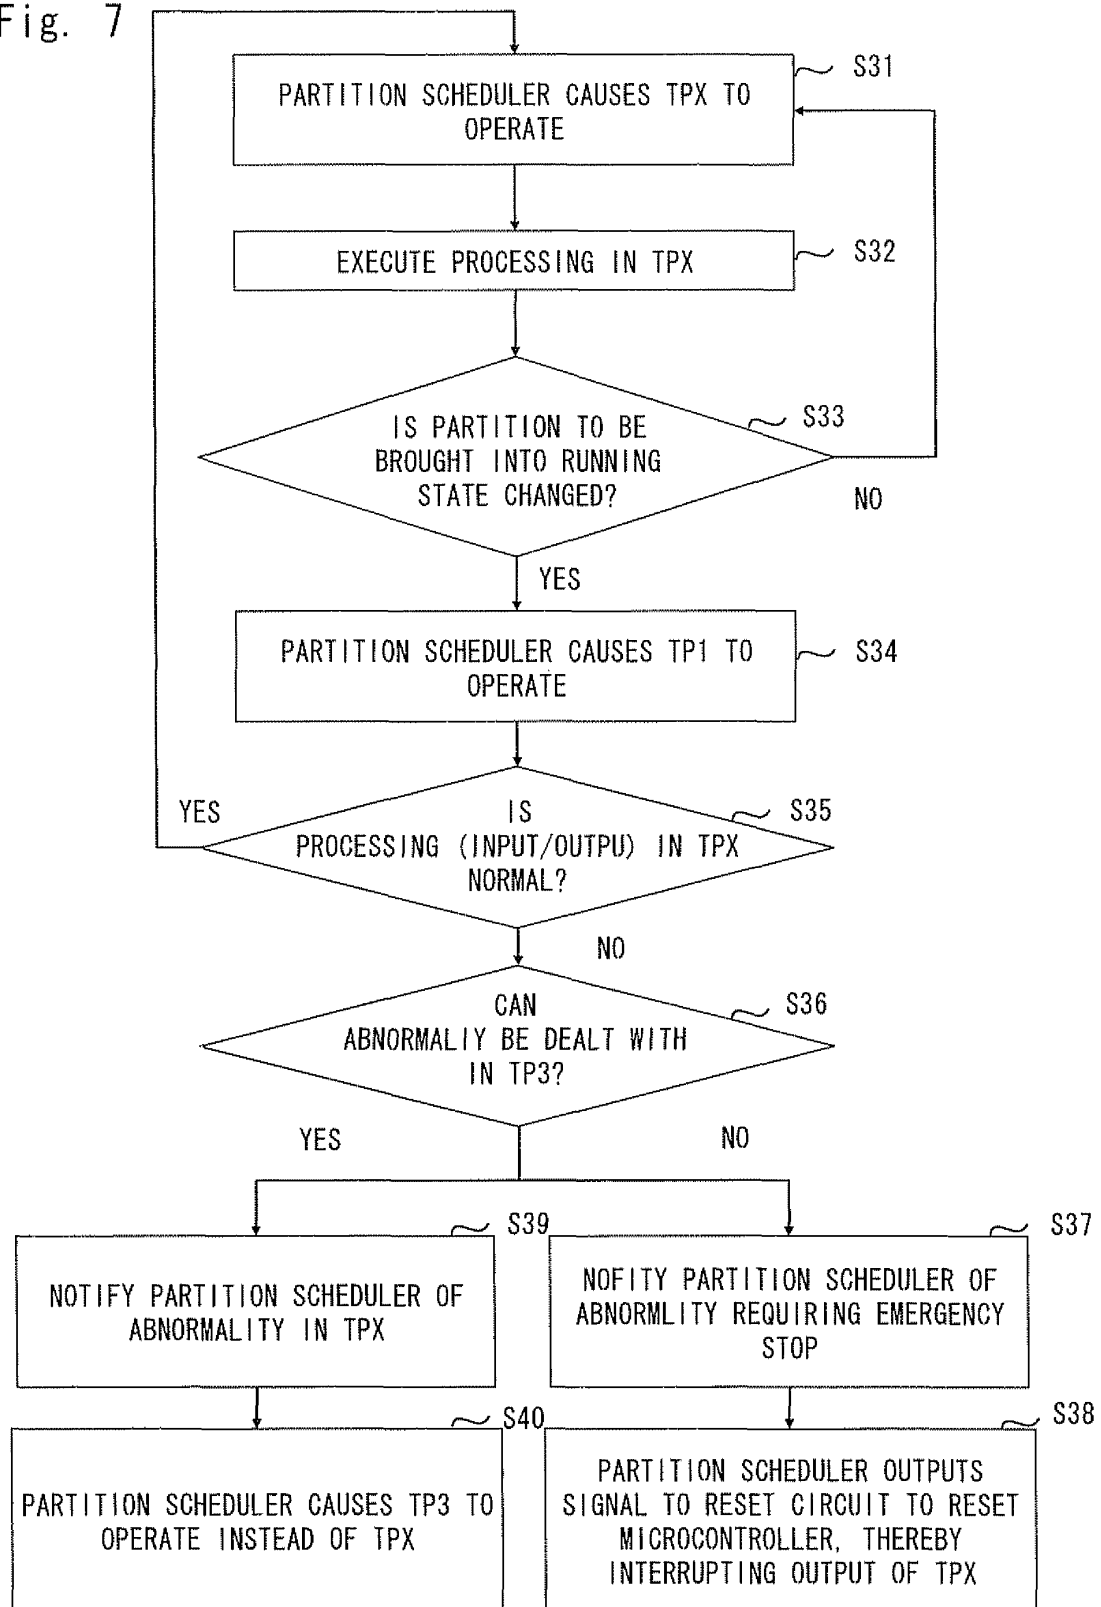 Fig. 7
PARTITION SCHEDULER CAUSES TPX TO
OPERATE
S31
EXECUTE PROCESSING IN TPX
S32
IS PARTITION TO BE
BROUGHT INTO RUNNING
STATE CHANGED?
S33
NO
YES
PARTITION SCHEDULER CAUSES TP1 TO
OPERATE
S34
YES
IS
PROCESSING (INPUT/OUTPU) IN TPX
NORMAL?
S35
NO
CAN
ABNORMALIY BE DEALT WITH
IN TP3?
S36
YES
NO
S39
NOTIFY PARTITION SCHEDULER OF
ABNORMALITY IN TPX
S37
NOFITY PARTITION SCHEDULER OF
ABNORMLITY REQUIRING EMERGENCY
STOP
S40
PARTITION SCHEDULER CAUSES TP3 TO
OPERATE INSTEAD OF TPX
S38
PARTITION SCHEDULER OUTPUTS
SIGNAL TO RESET CIRCUIT TO RESET
MICROCONTROLLER, THEREBY
INTERRUPTING OUTPUT OF TPX